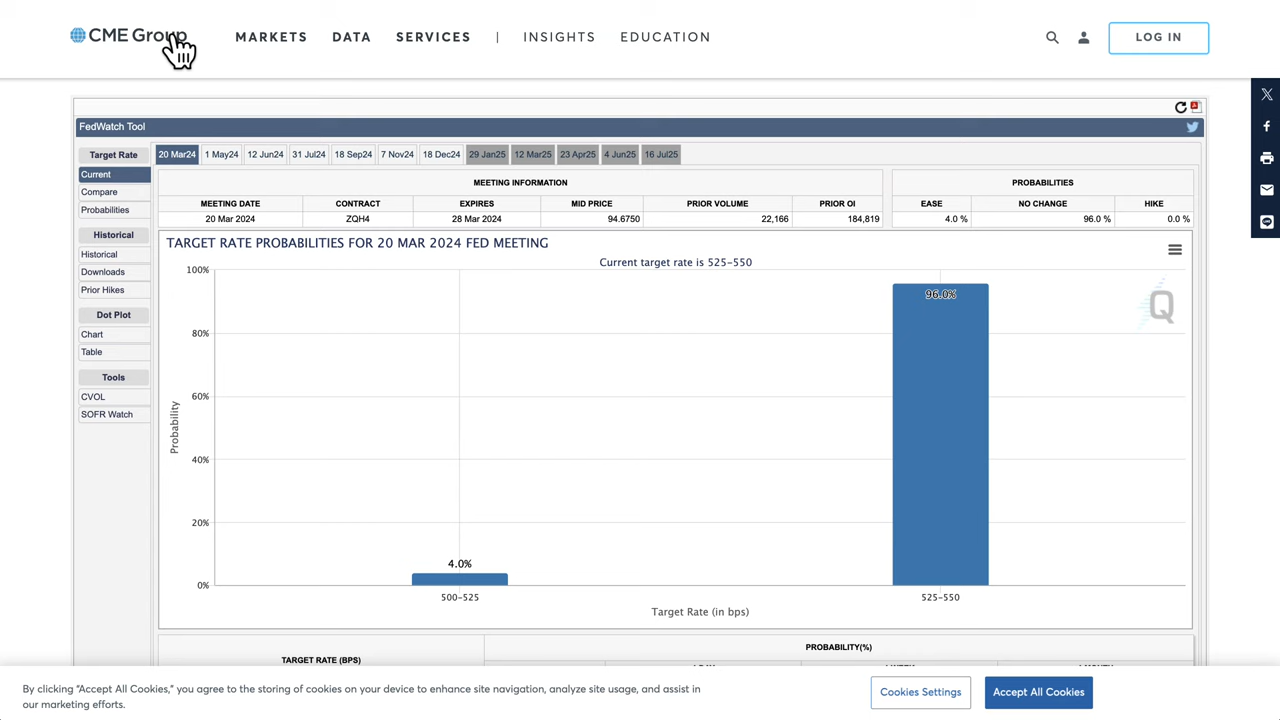 CME Group MARKETS DATA SERVICES | INSIGHTS EDUCATION LOG IN
FedWatch Tool
Target Rate
Current
Compare
Probabilities
Historical
Historical
Downloads
Prior Hikes
Dot Plot
Chart
Table
Tools
CVOL
SOFR Watch
20 Mar24 1 May24 12 Jun24 31 Jul24 18 Sep24 7 Nov24 18 Dec24 29 Jan25 12 Mar25 23 Apr25 4 Jun25 16 Jul25
MEETING INFORMATION
MEETING DATE CONTRACT EXPIRES MID PRICE PRIOR VOLUME PRIOR OI
20 Mar 2024 ZQH4 28 Mar 2024 94.6750 22,166 184,819
PROBABILITIES
EASE NO CHANGE HIKE
4.0 % 96.0 % 0.0 %
TARGET RATE PROBABILITIES FOR 20 MAR 2024 FED MEETING
Current target rate is 525–550
Probability
100%
80%
60%
40%
20%
0%
4.0%
96.0%
Q
500–525 525–550
Target Rate (in bps)
TARGET RATE (BPS)
PROBABILITY(%)
By clicking "Accept All Cookies," you agree to the storing of cookies on your device to enhance site navigation, analyze site usage, and assist in
our marketing efforts.
Cookies Settings
Accept All Cookies